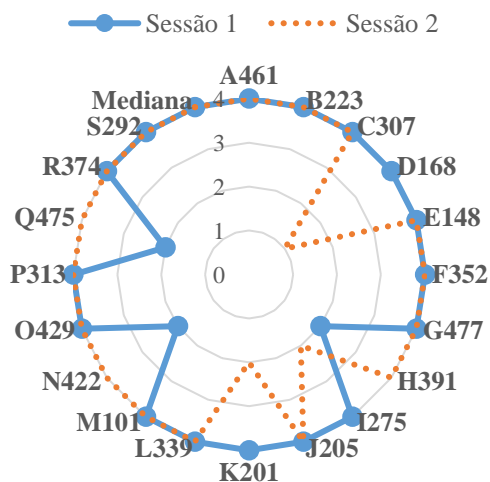 Sessão 1 Sessão 2
A461
B223
C307
D168
E148
F352
G477
H391
I275
J205
K201
L339
M101
N422
O429
P313
Q475
R374
S292
Mediana
4
3
2
1
0